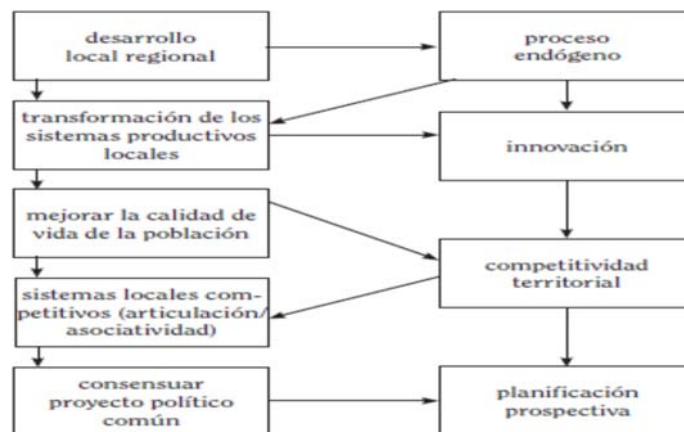 desarrollo
local regional
proceso
endógeno
transformación de los
sistemas productivos
locales
innovación
mejorar la calidad de
vida de la población
competitividad
territorial
sistemas locales com-
petitivos (articulación/
asociatividad)
consensuar
proyecto político
común
planificación
prospectiva